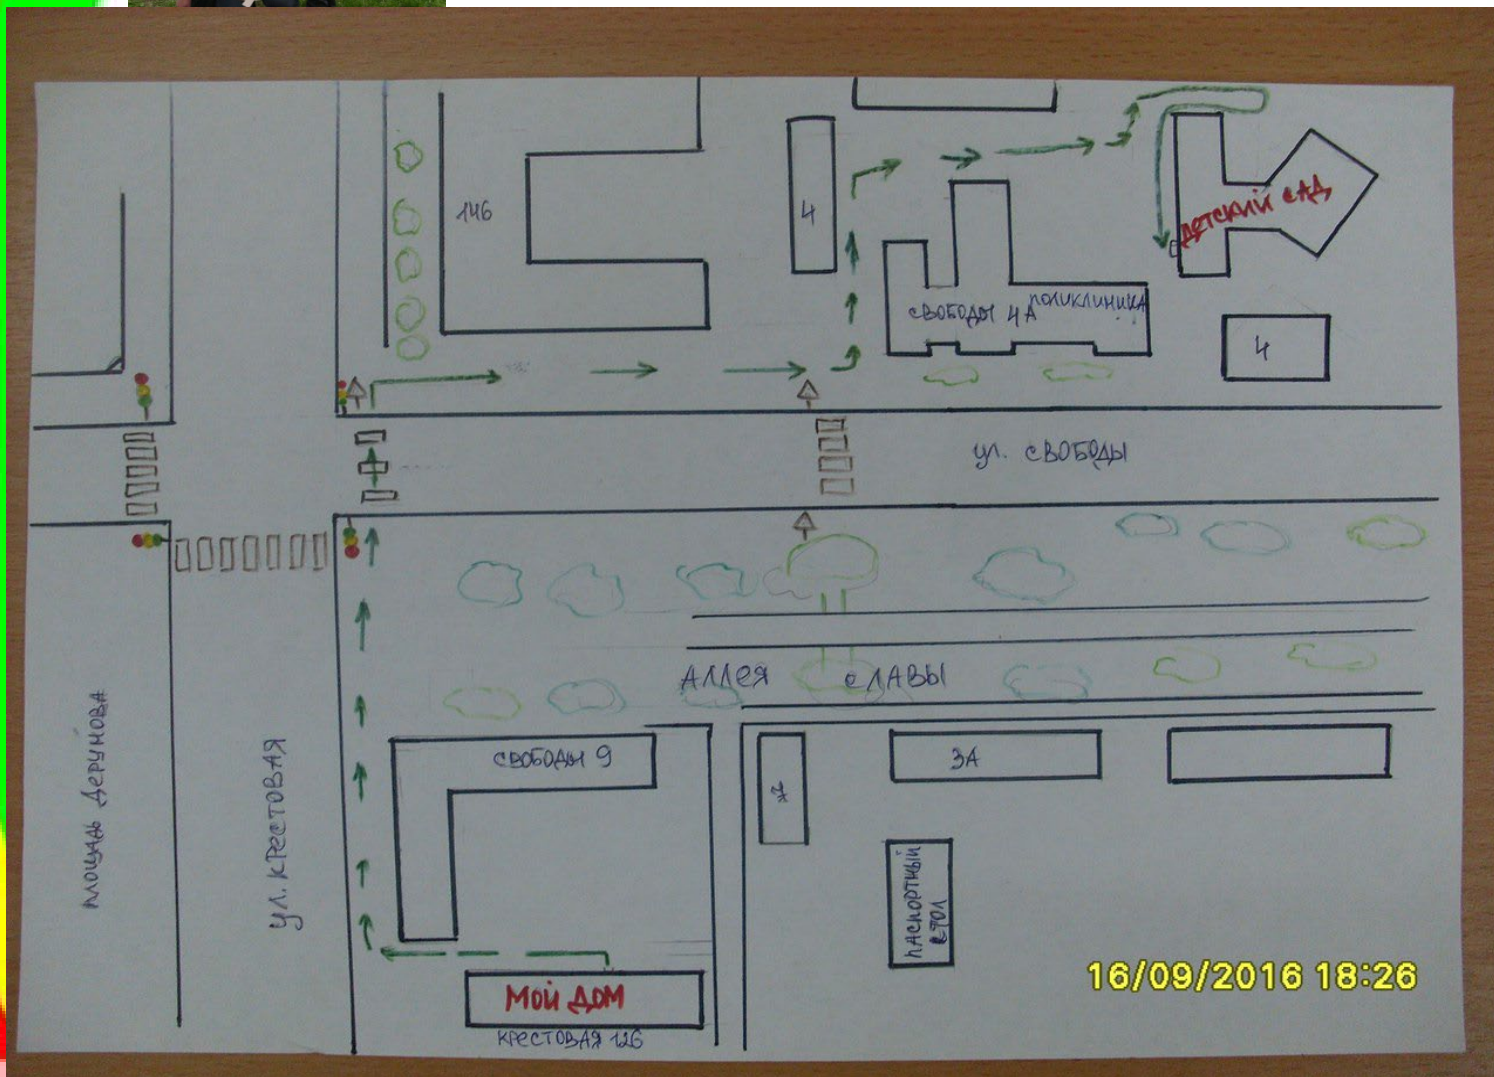 146
4
ДЕТСКИЙ САД
СВОБОДЫ 4А
ПОЛИКЛИНИКА
4
ул. СВОБОДЫ
АЛЛЕЯ СЛАВЫ
ПЛОЩАДЬ ДЕРУНОВА
УЛ. КРЕСТОВАЯ
СВОБОДЫ 9
3А
ПАСПОРТНЫЙ
СТОЛ
МОЙ ДОМ
КРЕСТОВАЯ 126
16/09/2016 18:26